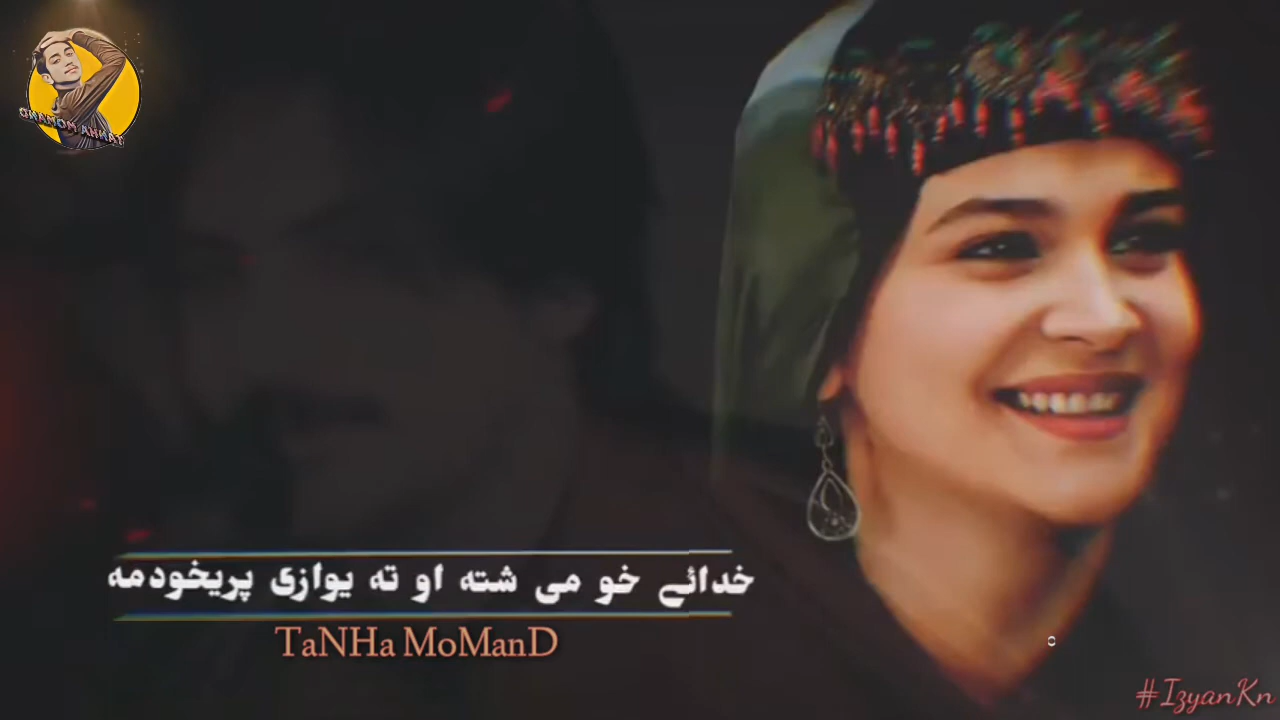 خدائے خو می شته او ته یوازی پریخودمه
TaNHa MoManD
#IzyanKn